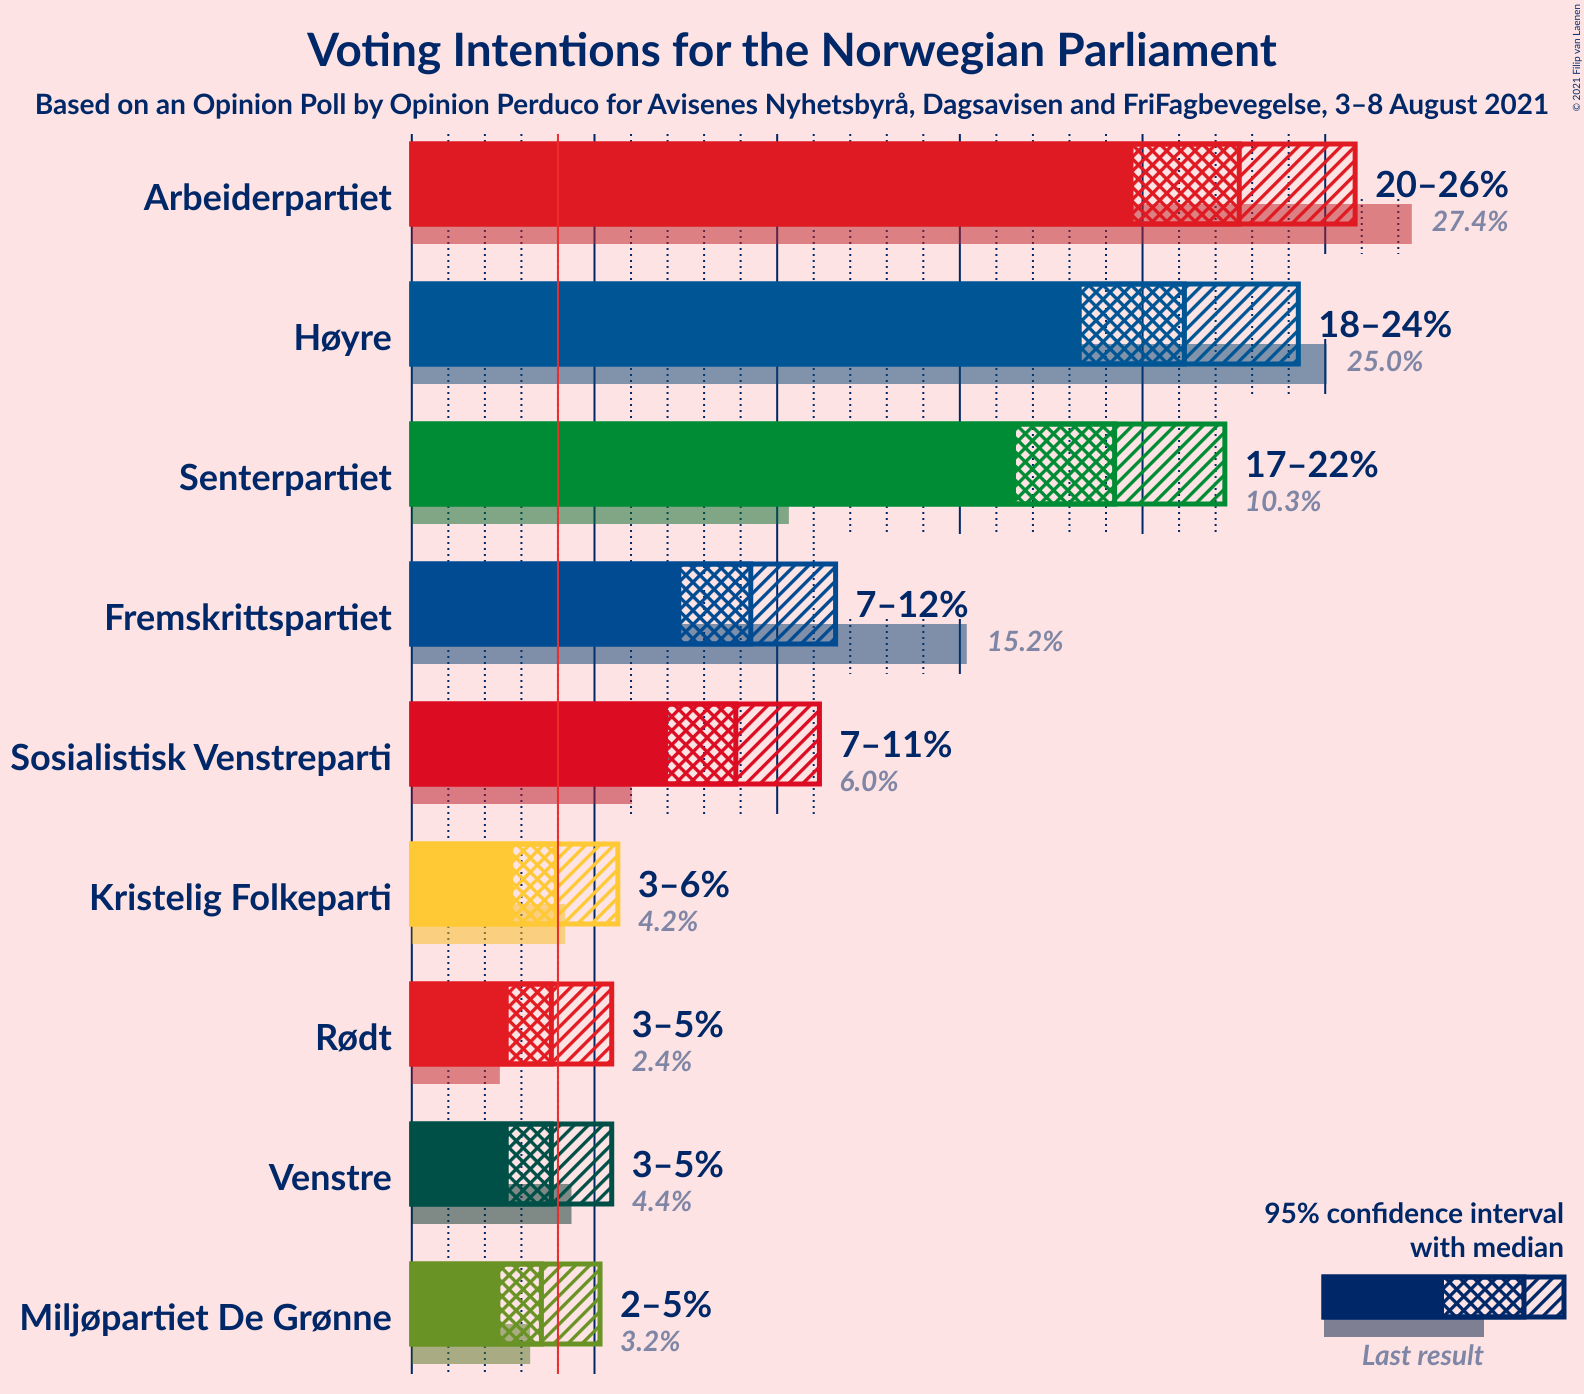 Voting Intentions for the Norwegian Parliament
Based on an Opinion Poll by Opinion Perduco for Avisenes Nyhetsbyrå, Dagsavisen and FriFagbevegelse, 3–8 August 2021
© 2021 Filip van Laenen
Arbeiderpartiet
20–26%
27.4%
Høyre
18–24%
25.0%
Senterpartiet
17–22%
10.3%
Fremskrittspartiet
7–12%
15.2%
Sosialistisk Venstreparti
7–11%
6.0%
Kristelig Folkeparti
3–6%
4.2%
Rødt
3–5%
2.4%
Venstre
3–5%
4.4%
Miljøpartiet De Grønne
2–5%
3.2%
95% confidence interval
with median
Last result